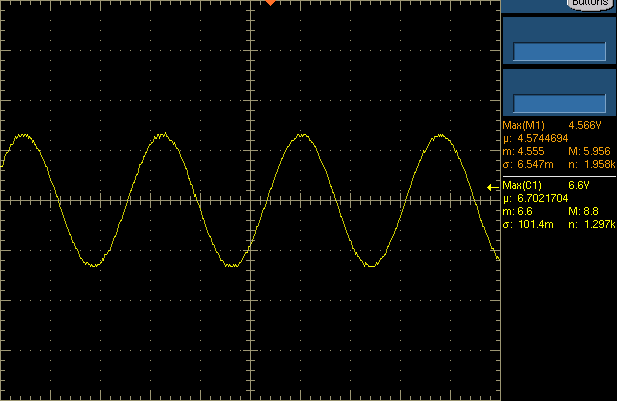 Buttons
Max(M1) 4.566V
µ: 4.5744694
m: 4.555 M: 5.956
σ: 6.547m n: 1.958k
Max(C1) 6.6V
µ: 6.7021704
m: 6.6 M: 8.8
σ: 101.4m n: 1.297k